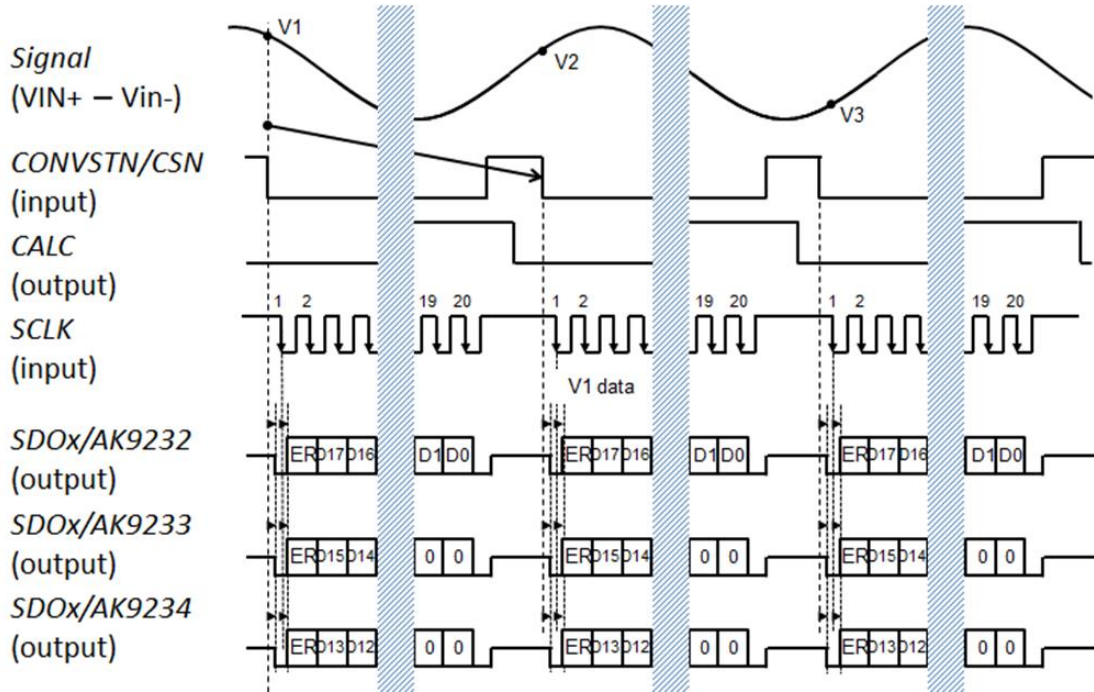 Signal
(VIN+ − Vin-)
V1
V2
V3
CONVSTN/CSN
(input)
CALC
(output)
1 2 19 20 1 2 19 20 1 2 19 20
SCLK
(input)
V1 data
SDOx/AK9232
(output)
ER D17 D16 D1 D0 ER D17 D16 D1 D0 ER D17 D16 D1 D0
SDOx/AK9233
(output)
ER D15 D14 0 0 ER D15 D14 0 0 ER D15 D14 0 0
SDOx/AK9234
(output)
ER D13 D12 0 0 ER D13 D12 0 0 ER D13 D12 0 0